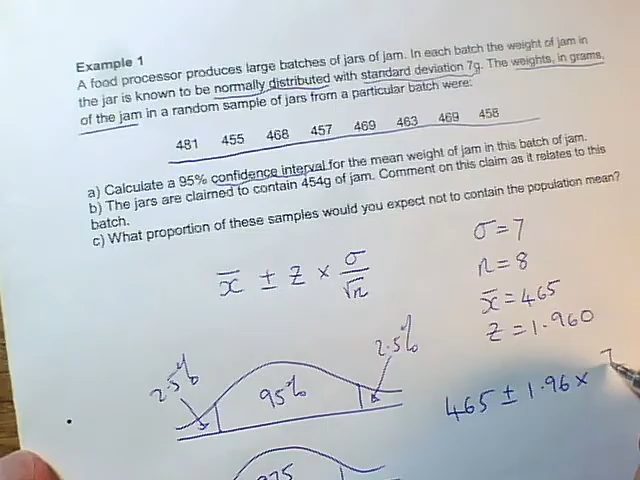 Example 1
A food processor produces large batches of jars of jam. In each batch the weight of jam in
the jar is known to be normally distributed with standard deviation 7g. The weights, in grams,
of the jam in a random sample of jars from a particular batch were:
481 455 468 457 469 463 469 458
a) Calculate a 95% confidence interval for the mean weight of jam in this batch of jam.
b) The jars are claimed to contain 454g of jam. Comment on this claim as it relates to this
batch.
c) What proportion of these samples would you expect not to contain the population mean?
x̄ ± z × σ/√n
σ = 7
n = 8
x̄ = 465
z = 1.960
2.5% 95% 2.5%
465 ± 1.96 × 7